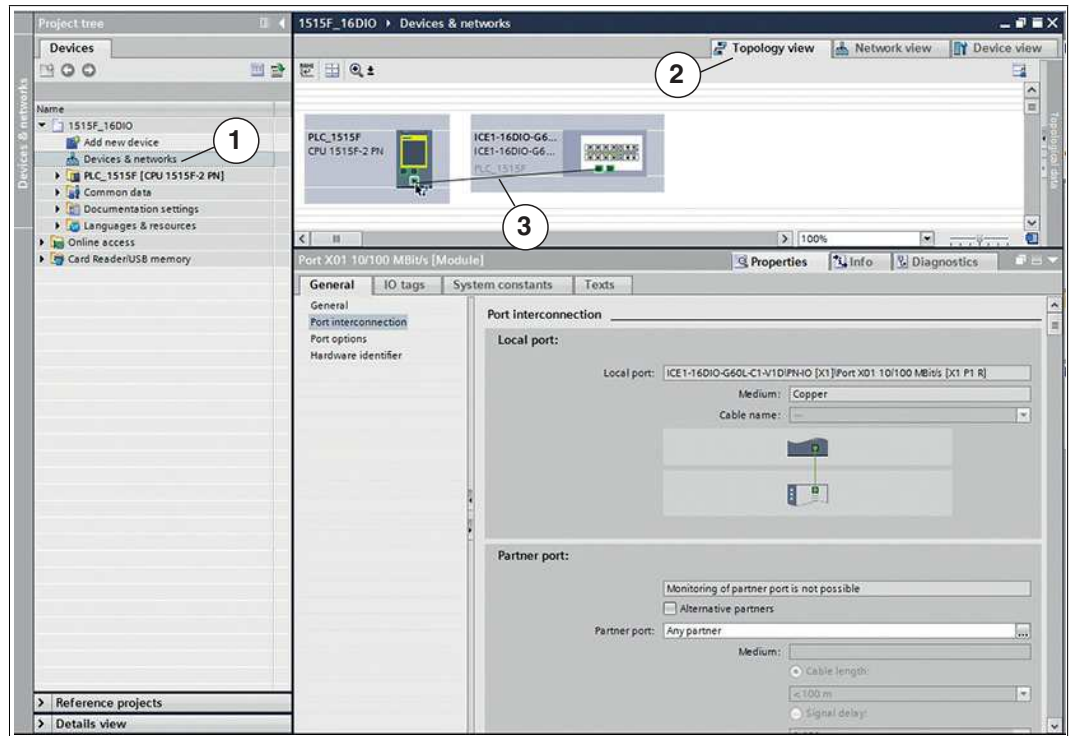 Project tree
Devices
Devices & networks
Name
1515F_16DIO
Add new device
Devices & networks
PLC_1515F [CPU 1515F-2 PN]
Common data
Documentation settings
Languages & resources
Online access
Card Reader/USB memory
1
Reference projects
Details view
1515F_16DIO Devices & networks
Topology view
Network view
Device view
2
PLC_1515F
CPU 1515F-2 PN
ICE1-16DIO-G6...
ICE1-16DIO-G6...
PLC_1515F
3
Topological data
100%
Port X01 10/100 MBit/s [Module]
Properties
Info
Diagnostics
General
IO tags
System constants
Texts
General
Port interconnection
Port options
Hardware identifier
Port interconnection
Local port:
Local port: ICE1-16DIO-G60L-C1-V1D\PN-IO [X1]\Port X01 10/100 MBit/s [X1 P1 R]
Medium: Copper
Cable name: ---
Partner port:
Monitoring of partner port is not possible
Alternative partners
Partner port: Any partner
...
Medium:
Cable length:
< 100 m
Signal delay: